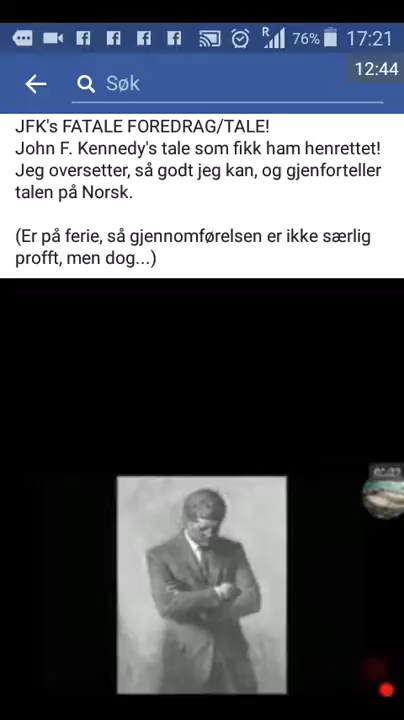 R 76% 17:21
12:44
Søk
JFK's FATALE FOREDRAG/TALE!
John F. Kennedy's tale som fikk ham henrettet!
Jeg oversetter, så godt jeg kan, og gjenforteller
talen på Norsk.
(Er på ferie, så gjennomførelsen er ikke særlig
profft, men dog...)